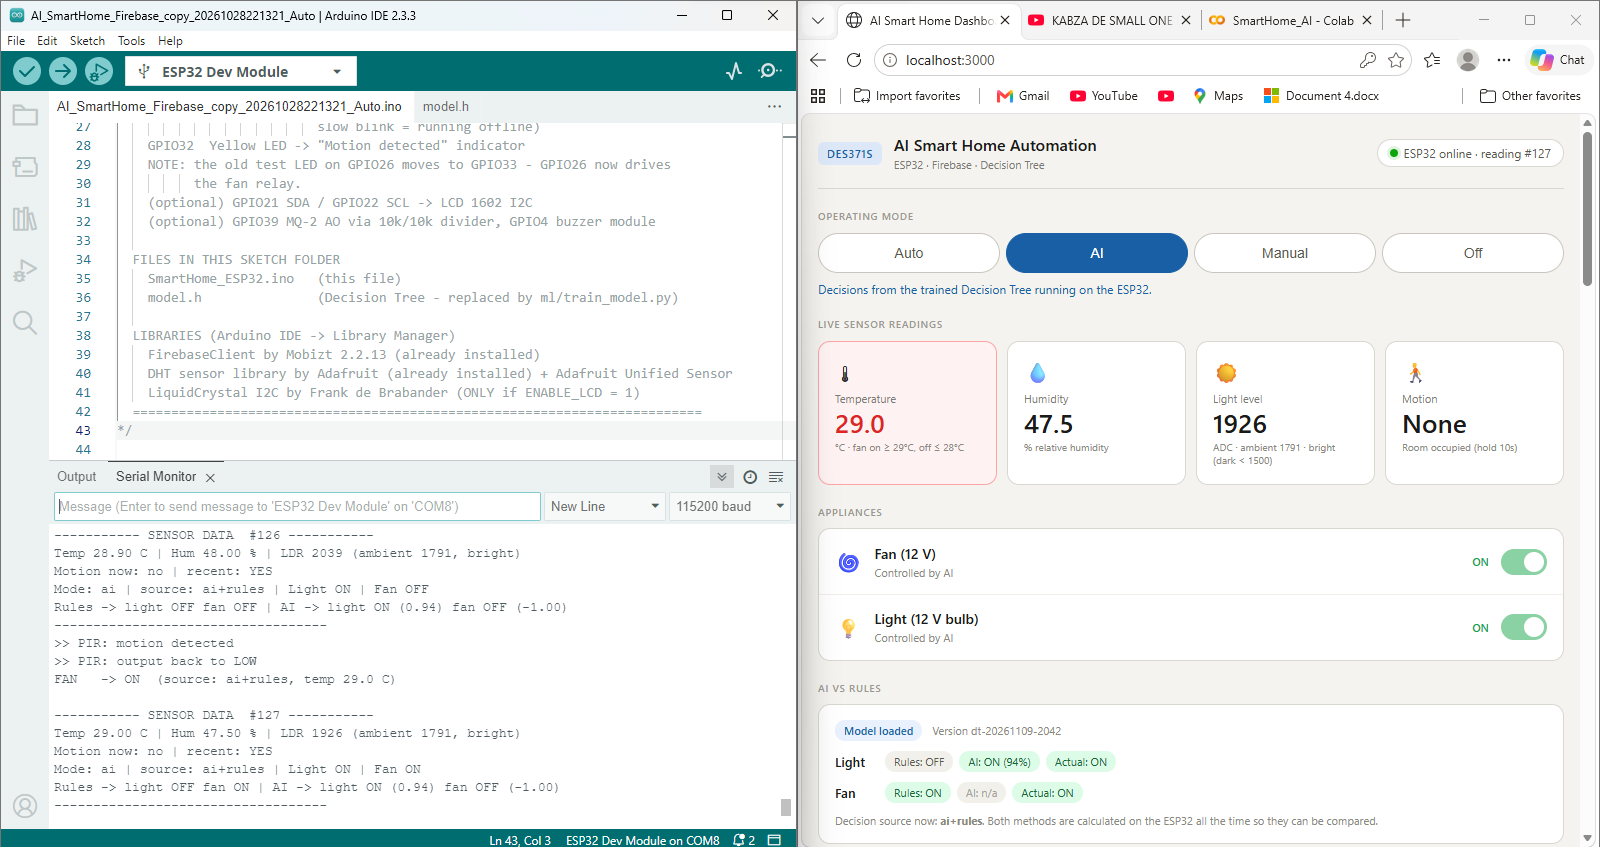 AI_SmartHome_Firebase_copy_20261028221321_Auto | Arduino IDE 2.3.3
File Edit Sketch Tools Help
ESP32 Dev Module
AI_SmartHome_Firebase_copy_20261028221321_Auto.ino model.h
27 slow blink = running offline)
28 GPIO32 Yellow LED -> "Motion detected" indicator
29 NOTE: the old test LED on GPIO26 moves to GPIO33 - GPIO26 now drives
30 the fan relay.
31 (optional) GPIO21 SDA / GPIO22 SCL -> LCD 1602 I2C
32 (optional) GPIO39 MQ-2 AO via 10k/10k divider, GPIO4 buzzer module
33
34 FILES IN THIS SKETCH FOLDER
35 SmartHome_ESP32.ino (this file)
36 model.h (Decision Tree - replaced by ml/train_model.py)
37
38 LIBRARIES (Arduino IDE -> Library Manager)
39 FirebaseClient by Mobizt 2.2.13 (already installed)
40 DHT sensor library by Adafruit (already installed) + Adafruit Unified Sensor
41 LiquidCrystal I2C by Frank de Brabander (ONLY if ENABLE_LCD = 1)
42 ==========================================================================
43 */
44
Output Serial Monitor
Message (Enter to send message to 'ESP32 Dev Module' on 'COM8') New Line 115200 baud
----------- SENSOR DATA #126 -----------
Temp 28.90 C | Hum 48.00 % | LDR 2039 (ambient 1791, bright)
Motion now: no | recent: YES
Mode: ai | source: ai+rules | Light ON | Fan OFF
Rules -> light OFF fan OFF | AI -> light ON (0.94) fan OFF (-1.00)
-----------------------------------
>> PIR: motion detected
>> PIR: output back to LOW
FAN -> ON (source: ai+rules, temp 29.0 C)
----------- SENSOR DATA #127 -----------
Temp 29.00 C | Hum 47.50 % | LDR 1926 (ambient 1791, bright)
Motion now: no | recent: YES
Mode: ai | source: ai+rules | Light ON | Fan ON
Rules -> light OFF fan ON | AI -> light ON (0.94) fan OFF (-1.00)
-----------------------------------
Ln 43, Col 3 ESP32 Dev Module on COM8 2
AI Smart Home Dashbo YouTube KABZA DE SMALL ONE SmartHome_AI - Colab
localhost:3000 Chat
Import favorites Gmail YouTube Maps Document 4.docx Other favorites
DES371S
AI Smart Home Automation
ESP32 · Firebase · Decision Tree
ESP32 online · reading #127
OPERATING MODE
Auto AI Manual Off
Decisions from the trained Decision Tree running on the ESP32.
LIVE SENSOR READINGS
Temperature
29.0
°C · fan on ≥ 29°C, off ≤ 28°C
Humidity
47.5
% relative humidity
Light level
1926
ADC · ambient 1791 · bright
(dark < 1500)
Motion
None
Room occupied (hold 10s)
APPLIANCES
Fan (12 V)
Controlled by AI
ON
Light (12 V bulb)
Controlled by AI
ON
AI VS RULES
Model loaded Version dt-20261109-2042
Light Rules: OFF AI: ON (94%) Actual: ON
Fan Rules: ON AI: n/a Actual: ON
Decision source now: ai+rules. Both methods are calculated on the ESP32 all the time so they can be compared.